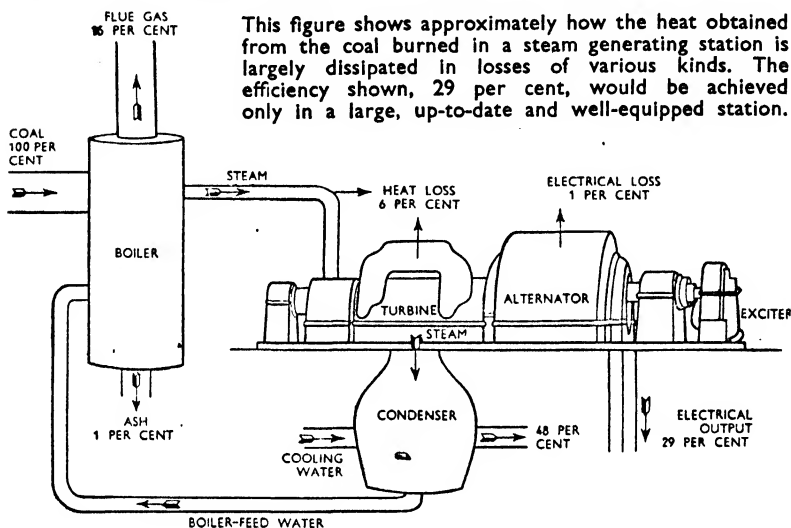 FLUE GAS
16 PER CENT
This figure shows approximately how the heat obtained
from the coal burned in a steam generating station is
largely dissipated in losses of various kinds. The
efficiency shown, 29 per cent, would be achieved
only in a large, up-to-date and well-equipped station.
COAL
100 PER
CENT
STEAM
HEAT LOSS
6 PER CENT
ELECTRICAL LOSS
1 PER CENT
BOILER
TURBINE
ALTERNATOR
EXCITER
STEAM
ASH
1 PER CENT
CONDENSER
COOLING
WATER
48 PER
CENT
ELECTRICAL
OUTPUT
29 PER CENT
BOILER-FEED WATER